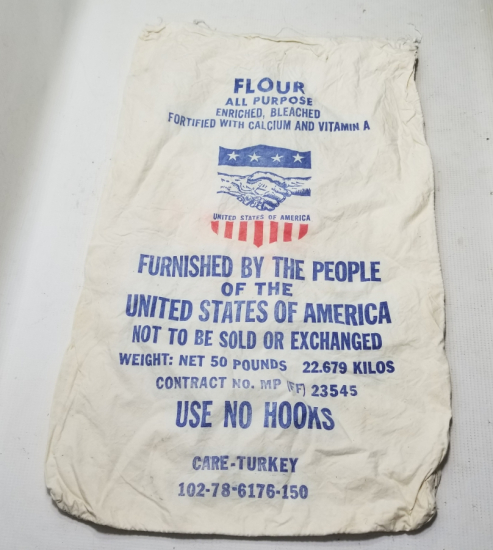 FLOUR
ALL PURPOSE
ENRICHED, BLEACHED
FORTIFIED WITH CALCIUM AND VITAMIN A
UNITED STATES OF AMERICA
FURNISHED BY THE PEOPLE
OF THE
UNITED STATES OF AMERICA
NOT TO BE SOLD OR EXCHANGED
WEIGHT: NET 50 POUNDS 22.679 KILOS
CONTRACT NO. MP (FF) 23545
USE NO HOOKS
CARE-TURKEY
102-78-6176-150